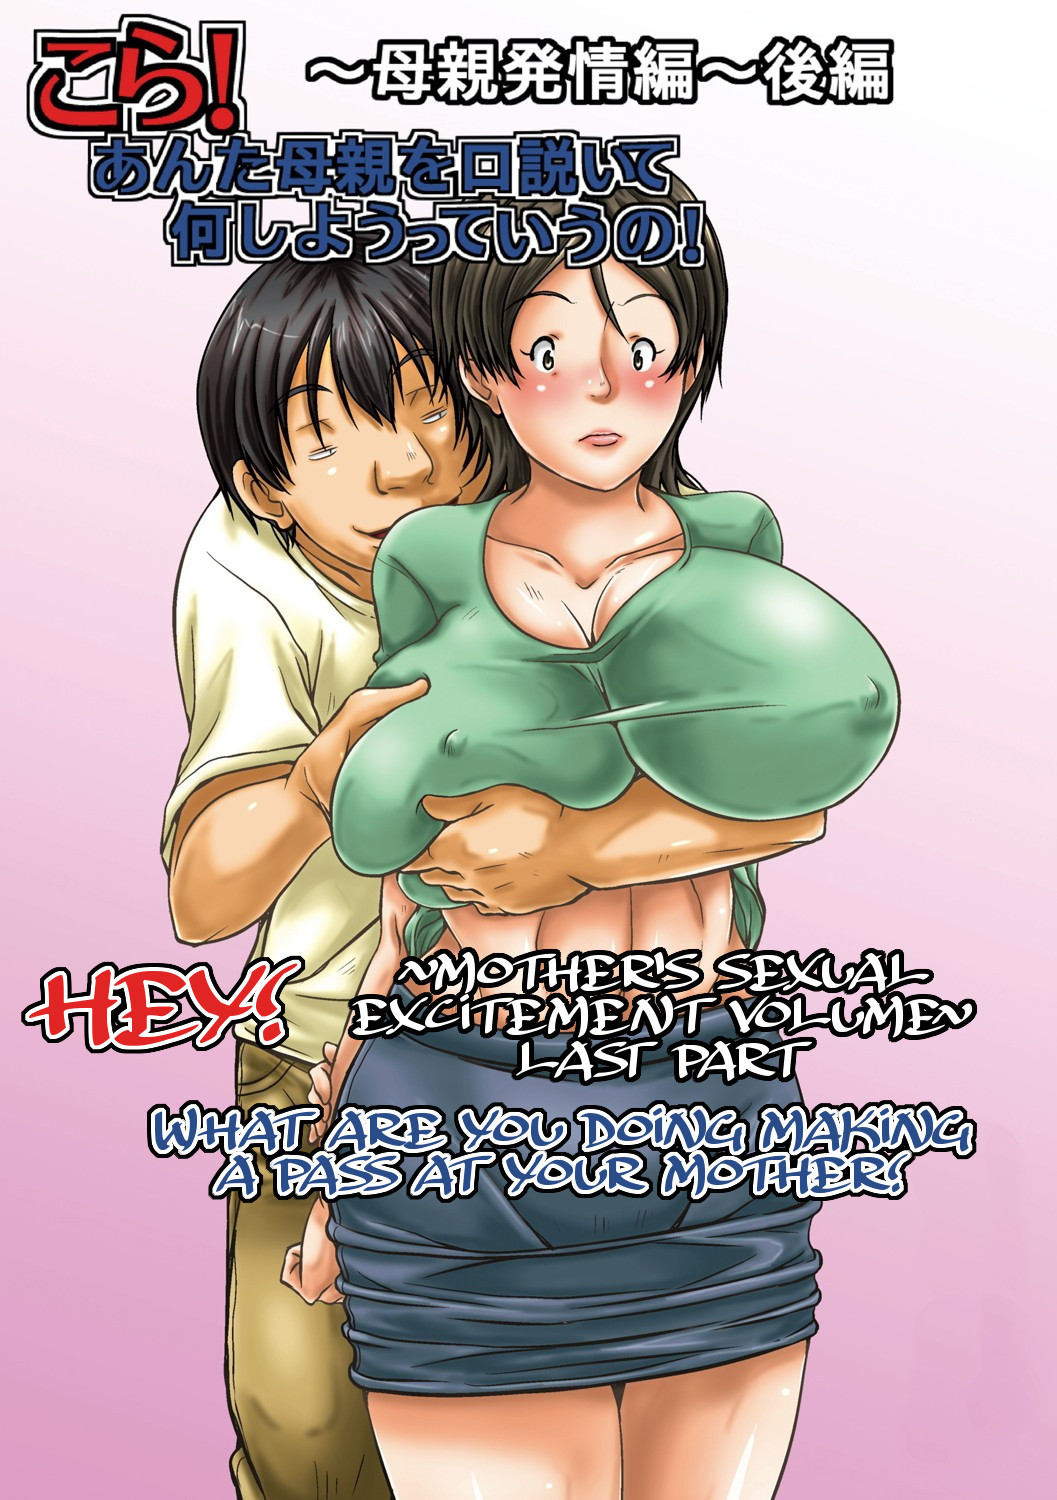 こら!
～母親発情編～後編
あんた母親を口説いて
何しようっていうの!
HEY!
~MOTHER'S SEXUAL
EXCITEMENT VOLUME~
LAST PART
WHAT ARE YOU DOING MAKING
A PASS AT YOUR MOTHER!